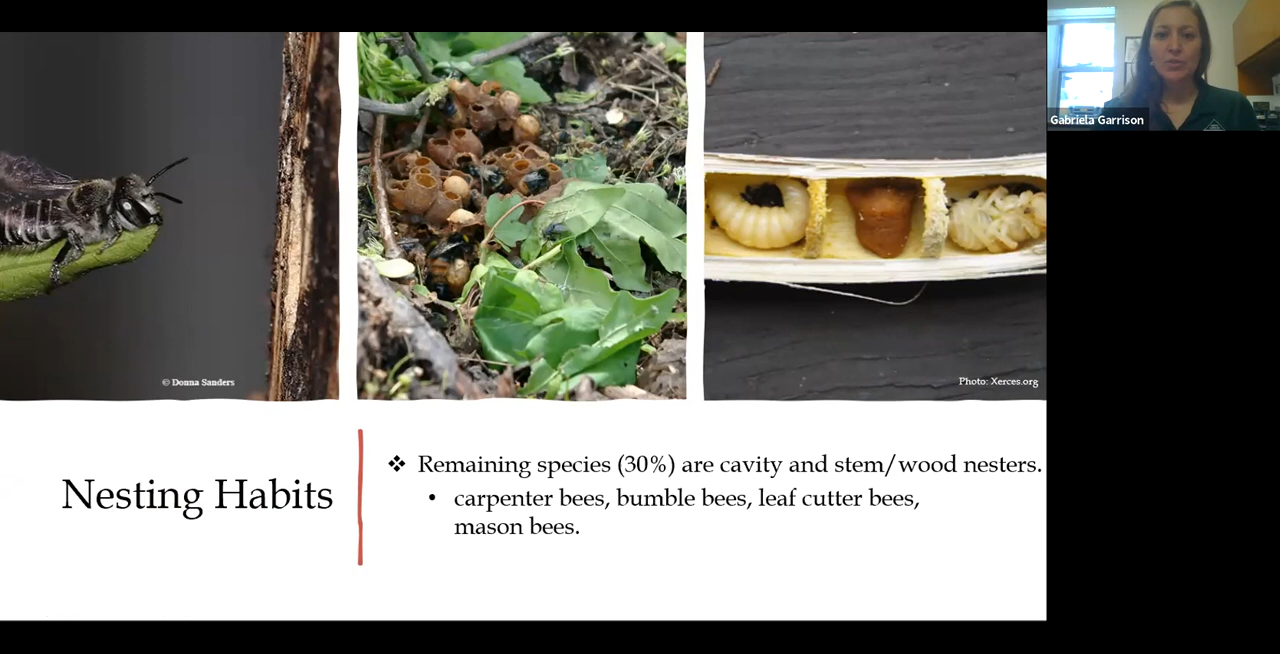 Gabriela Garrison
© Donna Sanders
Photo: Xerces.org
Nesting Habits
❖ Remaining species (30%) are cavity and stem/wood nesters.
• carpenter bees, bumble bees, leaf cutter bees,
mason bees.